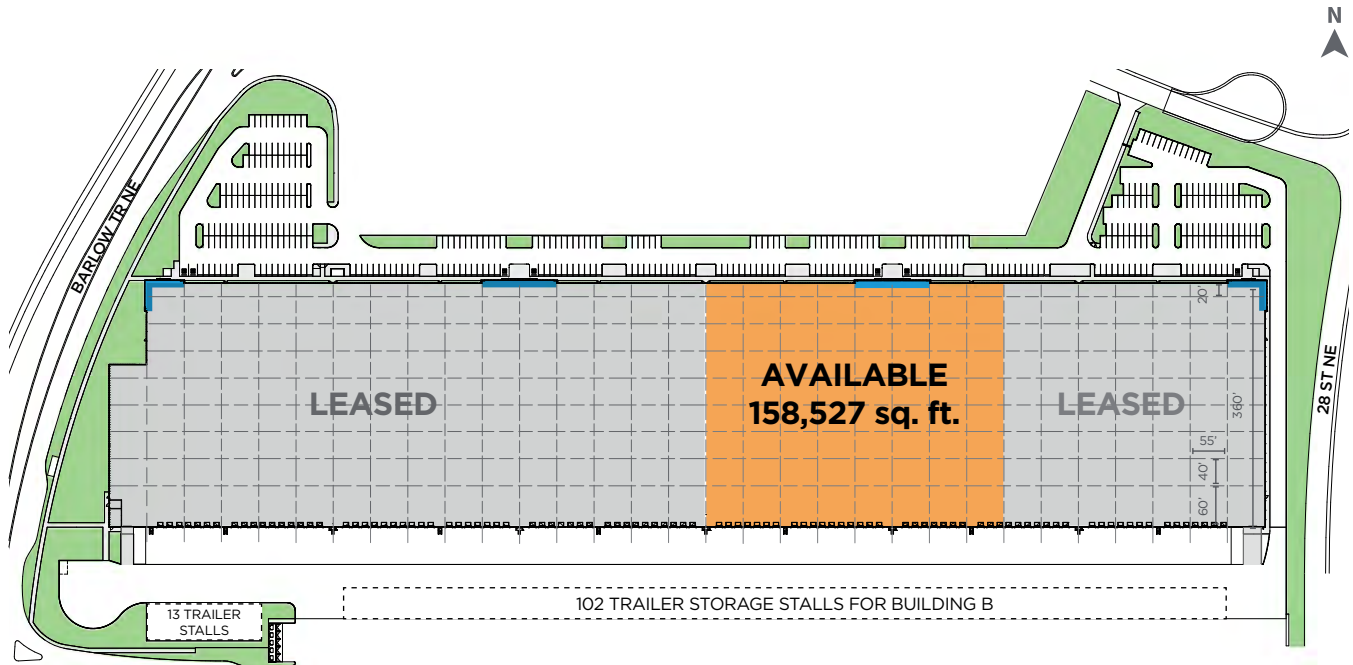 N
BARLOW TR NE
20'
AVAILABLE
158,527 sq. ft.
LEASED
LEASED
360'
28 ST NE
55'
40'
60'
102 TRAILER STORAGE STALLS FOR BUILDING B
13 TRAILER
STALLS